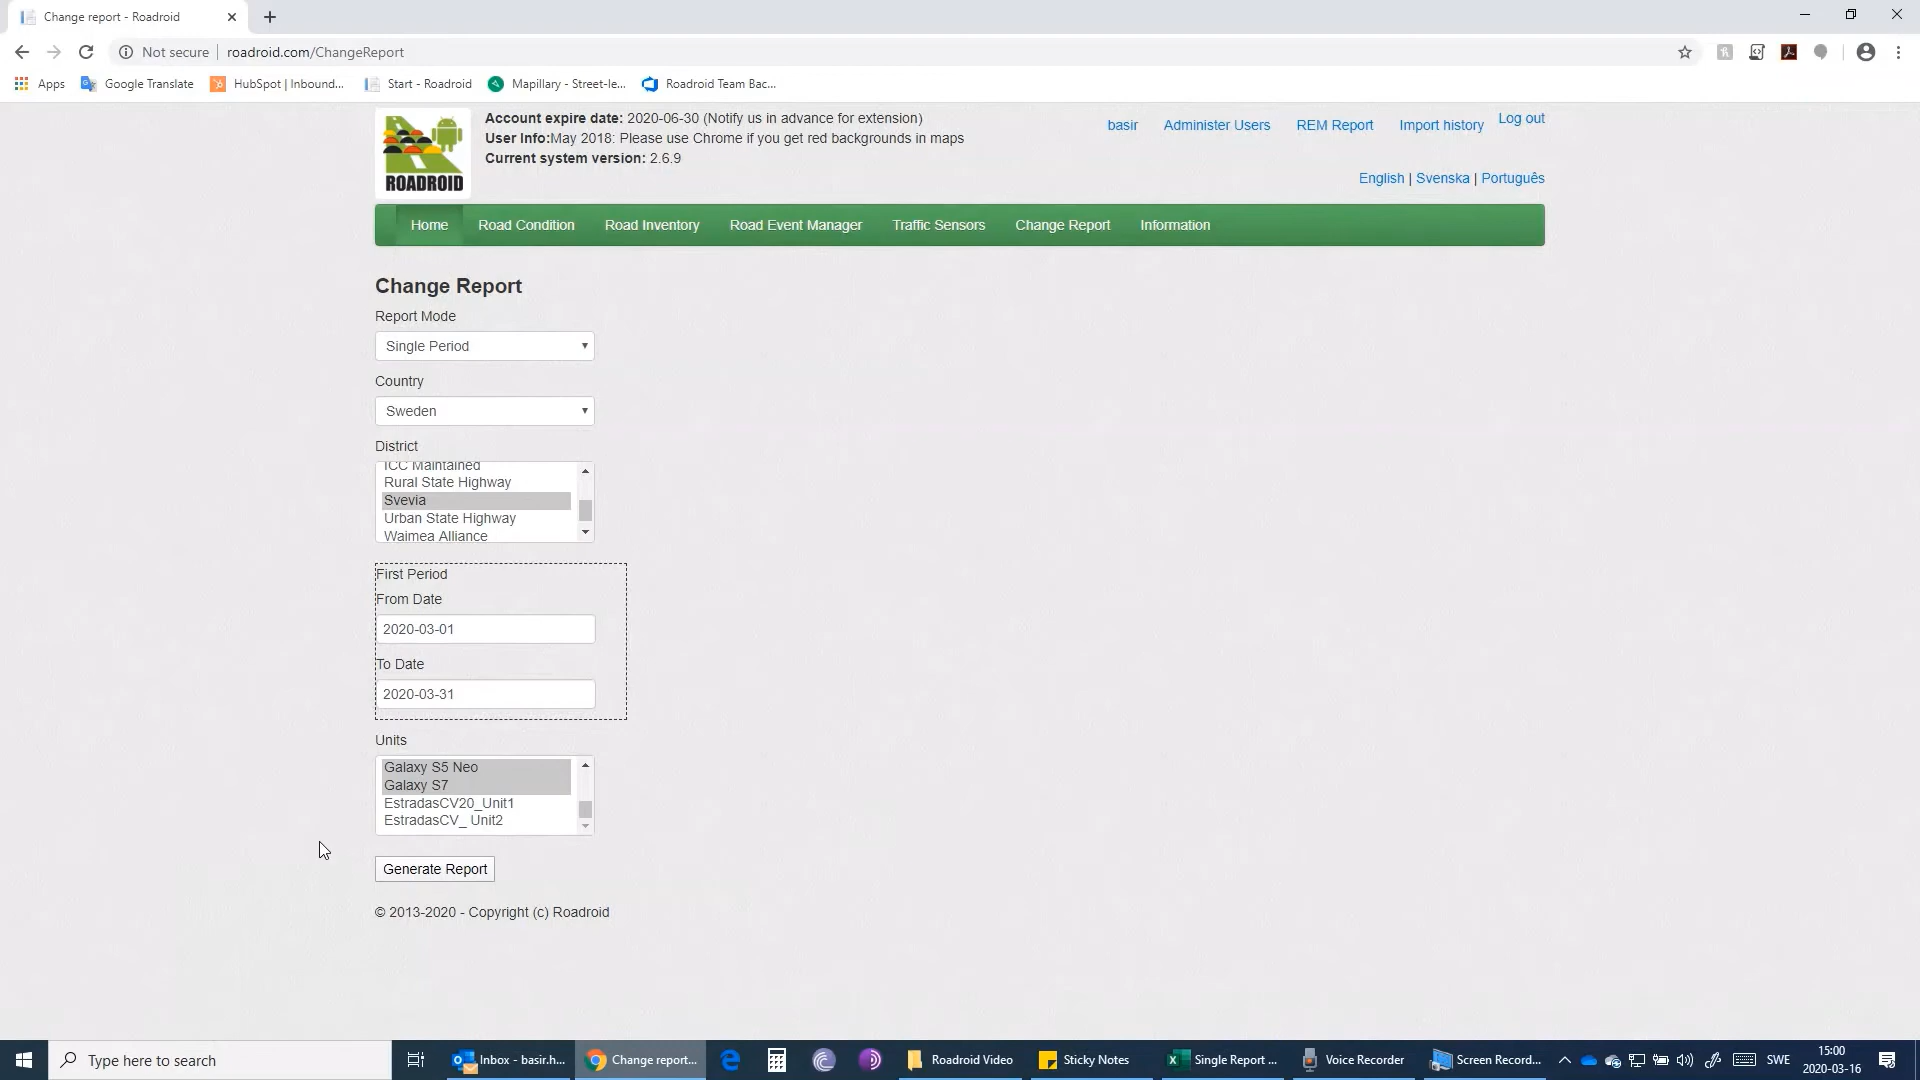 Change report - Roadroid
Not secure
roadroid.com/ChangeReport
Apps
Google Translate
HubSpot | Inbound...
Start - Roadroid
Mapillary - Street-le...
Roadroid Team Bac...
ROADROID
Account expire date: 2020-06-30 (Notify us in advance for extension)
User Info:May 2018: Please use Chrome if you get red backgrounds in maps
Current system version: 2.6.9
basir
Administer Users
REM Report
Import history
Log out
English | Svenska | Português
Home
Road Condition
Road Inventory
Road Event Manager
Traffic Sensors
Change Report
Information
Change Report
Report Mode
Single Period
Country
Sweden
District
ICC Maintained
Rural State Highway
Svevia
Urban State Highway
Waimea Alliance
First Period
From Date
2020-03-01
To Date
2020-03-31
Units
Galaxy S5 Neo
Galaxy S7
EstradasCV20_Unit1
EstradasCV_ Unit2
Generate Report
© 2013-2020 - Copyright (c) Roadroid
Type here to search
Inbox - basir.h...
Change report...
Roadroid Video
Sticky Notes
Single Report ...
Voice Recorder
Screen Record...
SWE
15:00
2020-03-16